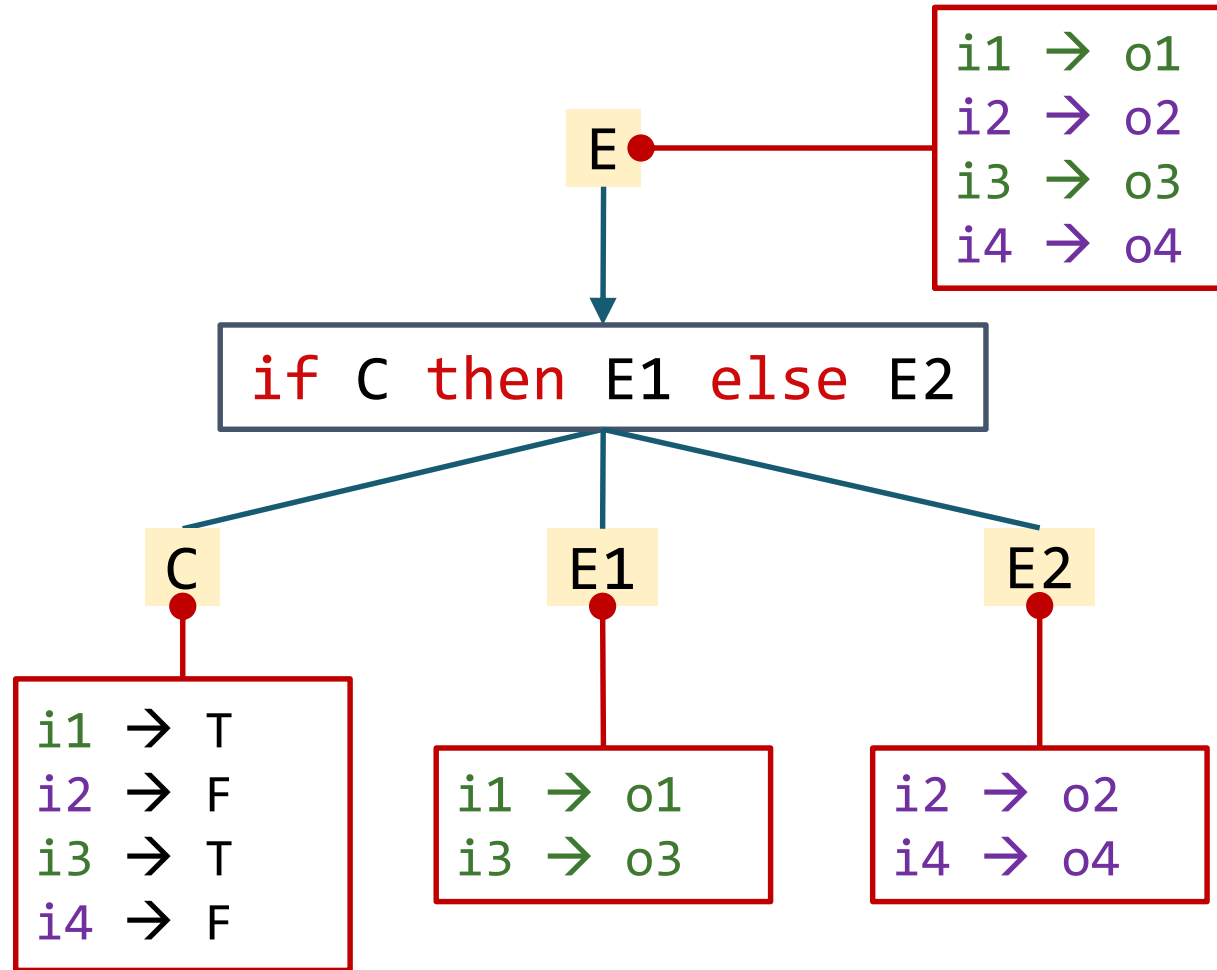 i1 → o1
i2 → o2
i3 → o3
i4 → o4
E
if C then E1 else E2
C
E1
E2
i1 → T
i2 → F
i3 → T
i4 → F
i1 → o1
i3 → o3
i2 → o2
i4 → o4